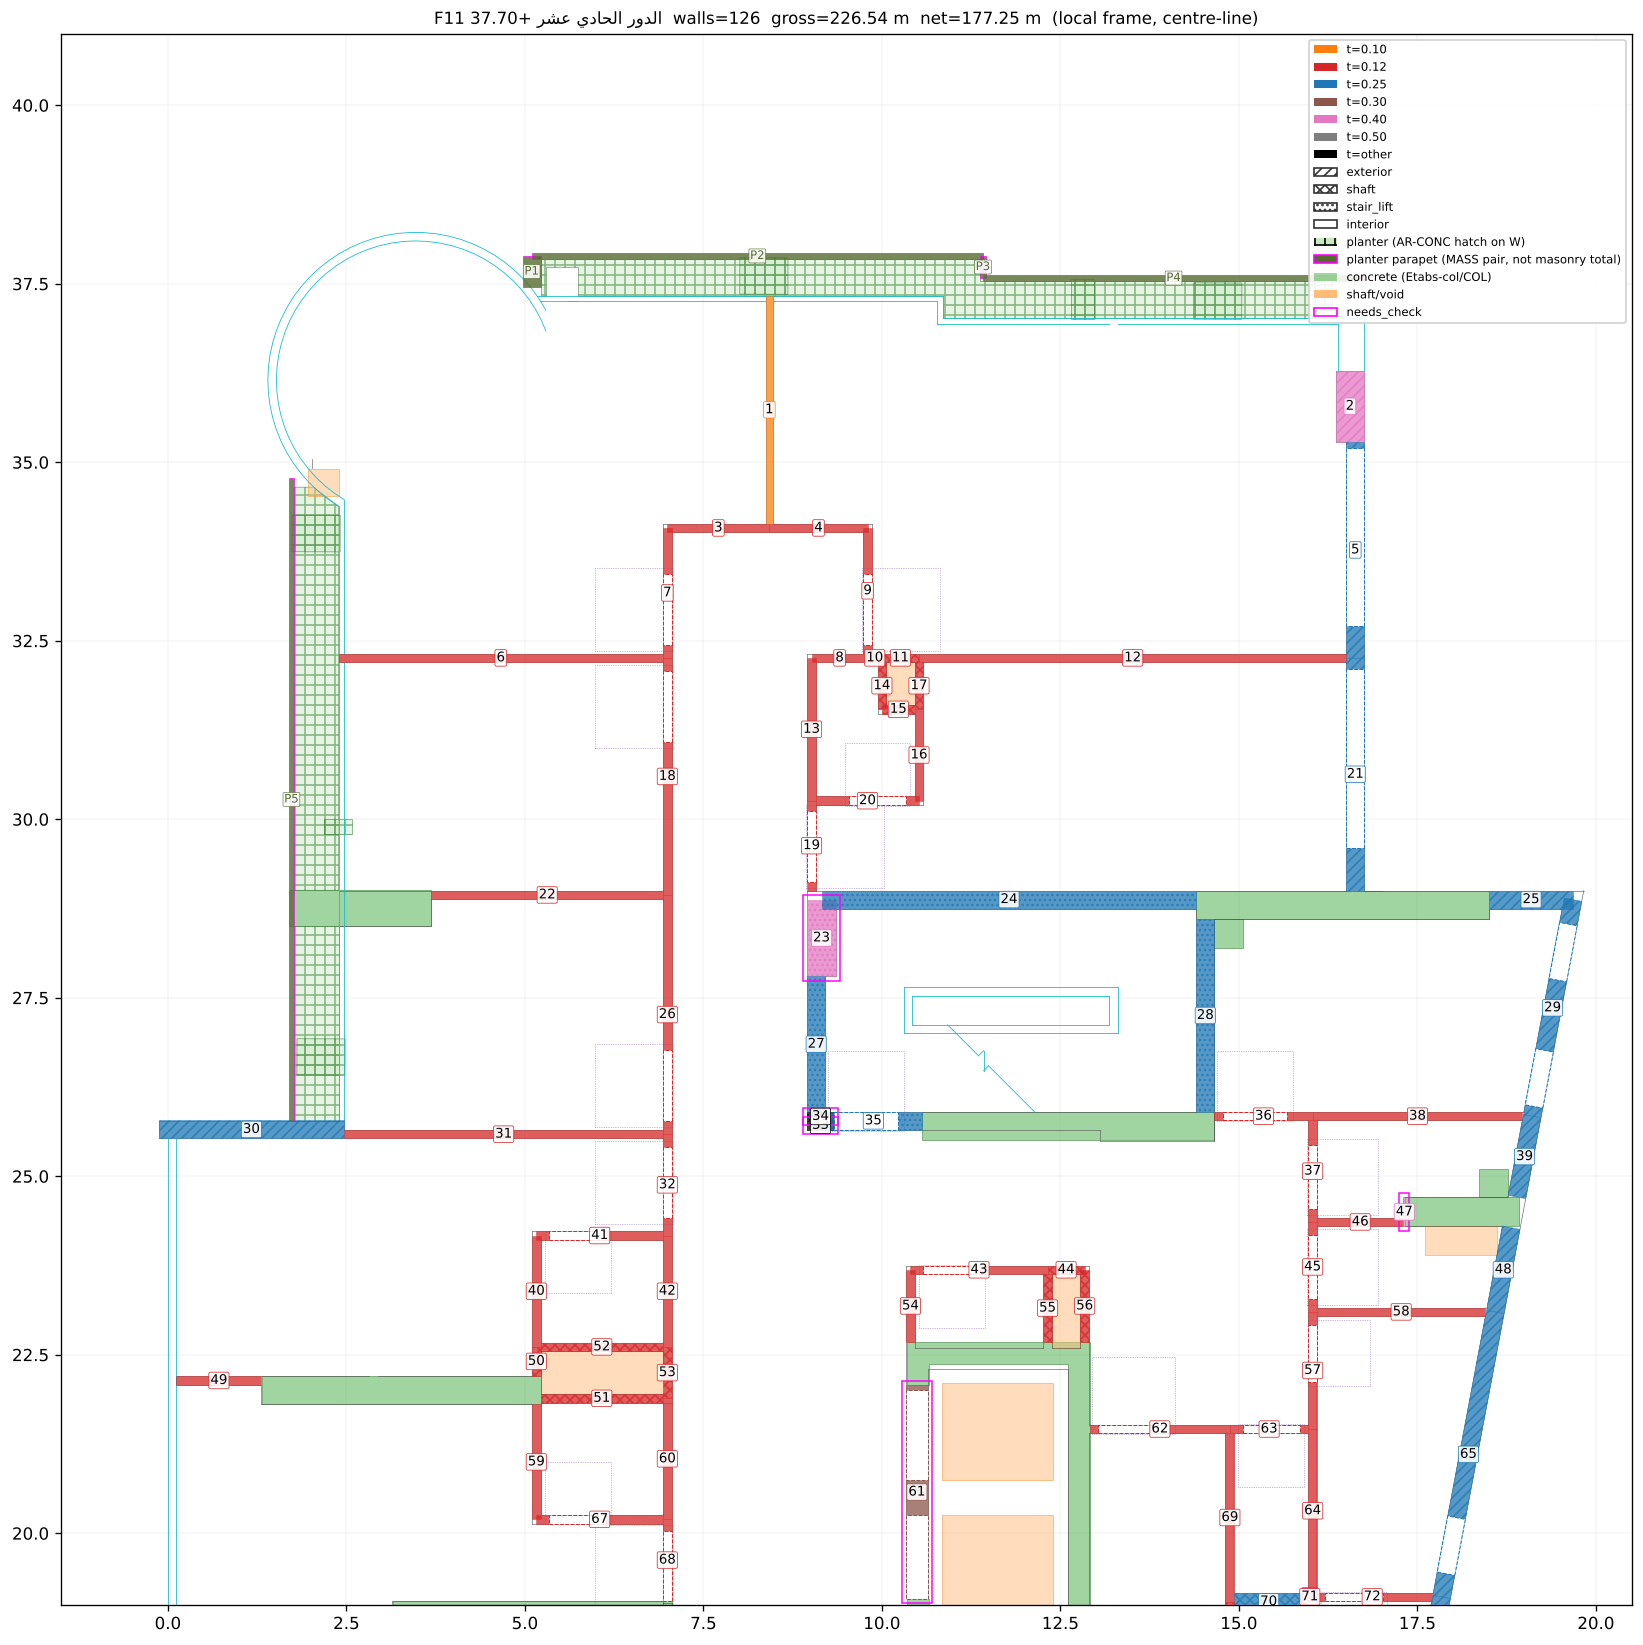 F11 37.70+ الدور الحادي عشر  walls=126  gross=226.54 m  net=177.25 m  (local frame, centre-line)
t=0.10
t=0.12
t=0.25
t=0.30
t=0.40
t=0.50
t=other
exterior
shaft
stair_lift
interior
planter (AR-CONC hatch on W)
planter parapet (MASS pair, not masonry total)
concrete (Etabs-col/COL)
shaft/void
needs_check
40.0
P2
P3
P1
P4
37.5
1
2
35.0
3 4
5
7 9
32.5
6 8 10 11 12
14 17
15
13
16
18 21
P5 20
30.0
19
22 24 25
23
29
27.5
26 28
27
34
30 31 35 36 38
39
25.0
32 37
47
46
41
45 48
43 44
40 42
54 55 56
58
22.5
52
50 53 57
49
51
62 63
59 60 65
61
20.0
67 69 64
68
70 71 72
0.0 2.5 5.0 7.5 10.0 12.5 15.0 17.5 20.0